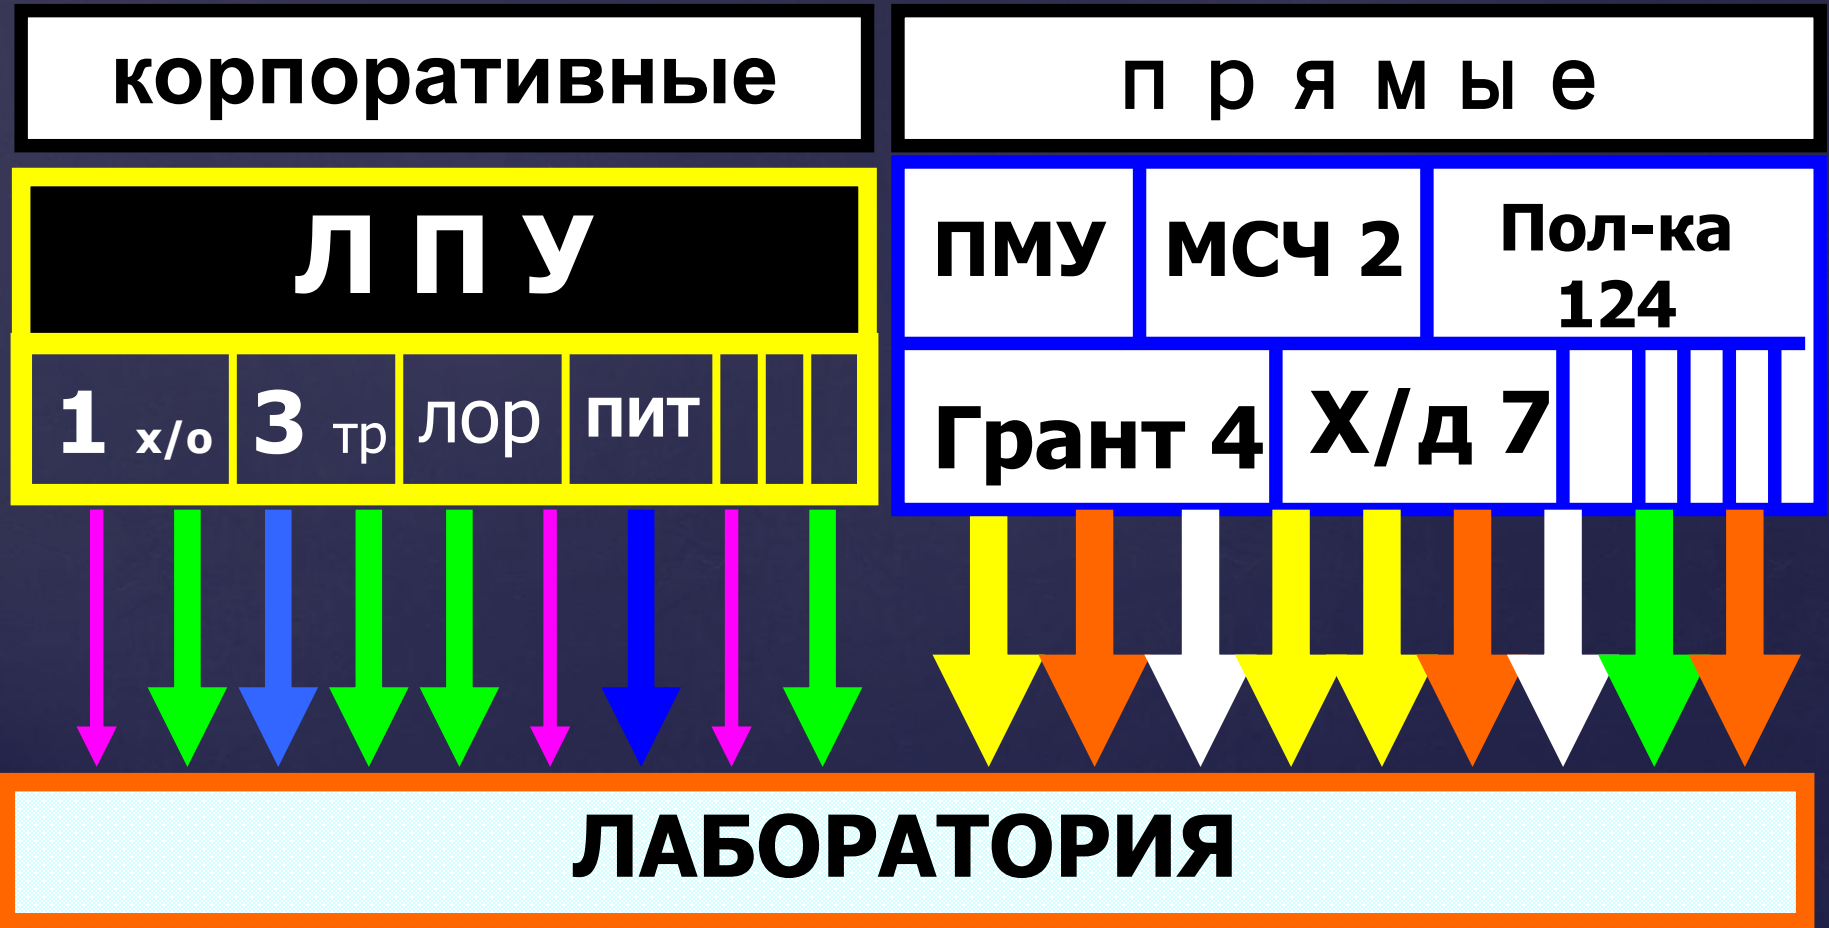 корпоративные
п р я м ы е
Л П У
ПМУ
МСЧ 2
Пол-ка
124
1 х/о
3 тр
лор
пит
Грант 4
Х/д 7
ЛАБОРАТОРИЯ